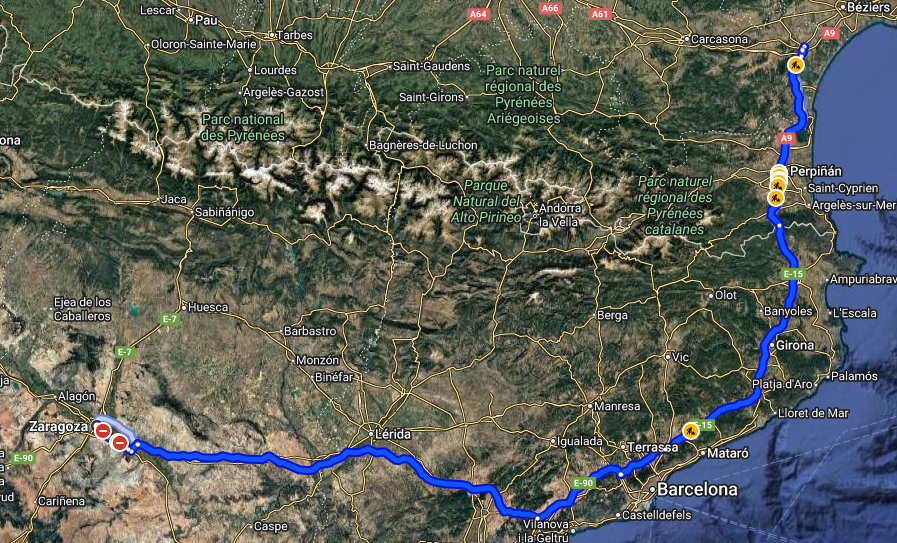 Lescar
Pau
A64
A66
A61
Béziers
A9
Tarbes
Oloron-Sainte-Marie
Carcasona
Lourdes
Saint-Gaudens
Parc naturel
régional des
Pyrénées
Ariégeoises
Argelès-Gazost
Saint-Girons
Parc national
des Pyrénées
ona
A9
Bagnères-de-Luchon
Perpiñán
Parc naturel
régional des
Pyrénées
catalanes
Saint-Cyprien
Parque
Natural del
Alto Pirineo
Jaca
Argelès-sur-Mer
Sabiñánigo
Andorra
la Vella
E-15
Ampuriabrav
Ejea de los
Caballeros
Huesca
Olot
Banyoles
L'Escala
E-7
Berga
Barbastro
Girona
E-7
Vic
Monzón
Binéfar
Palamós
ja
Platja d'Aro
Alagón
Manresa
Lloret de Mar
Zaragoza
Lérida
E-15
Igualada
Terrassa
Mataró
E-90
E-90
Barcelona
rud
Cariñena
Castelldefels
Caspe
Vilanova
i la Geltrú